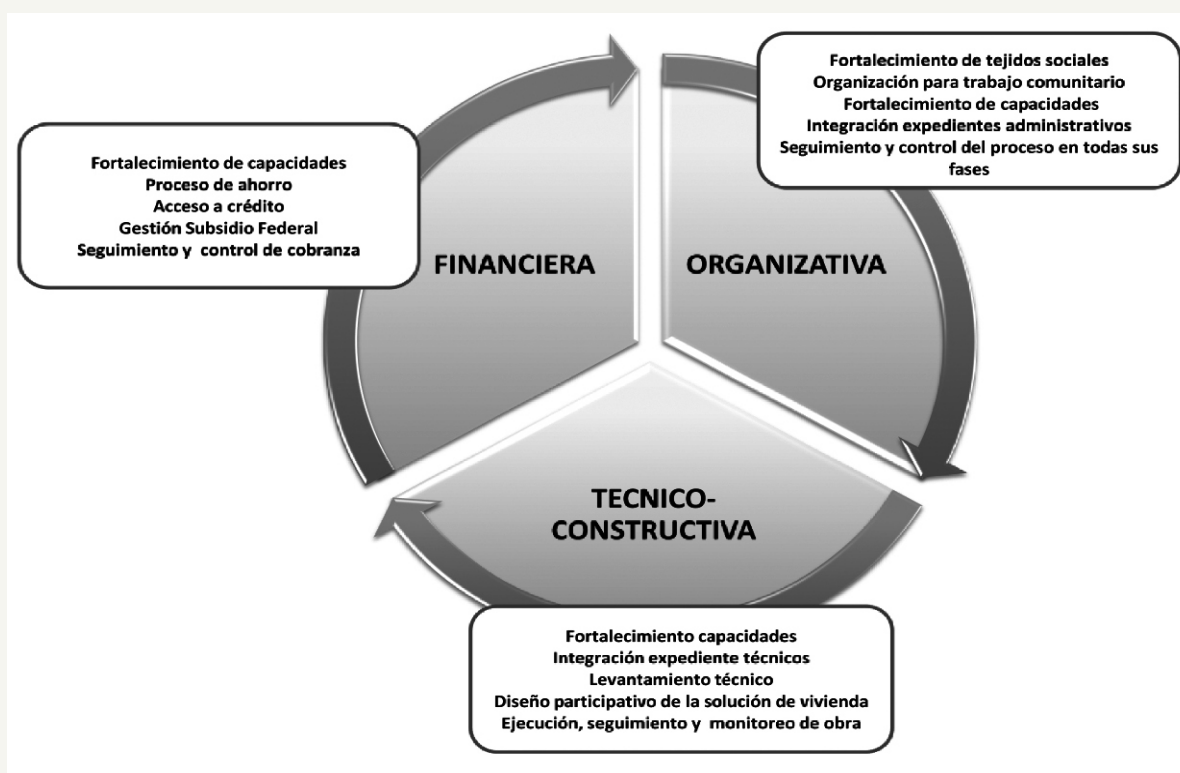 Fortalecimiento de tejidos sociales
Organización para trabajo comunitario
Fortalecimiento de capacidades
Integración expedientes administrativos
Seguimiento y control del proceso en todas sus
fases
Fortalecimiento de capacidades
Proceso de ahorro
Acceso a crédito
Gestión Subsidio Federal
Seguimiento y control de cobranza
FINANCIERA
ORGANIZATIVA
TECNICO-
CONSTRUCTIVA
Fortalecimiento capacidades
Integración expediente técnicos
Levantamiento técnico
Diseño participativo de la solución de vivienda
Ejecución, seguimiento y monitoreo de obra